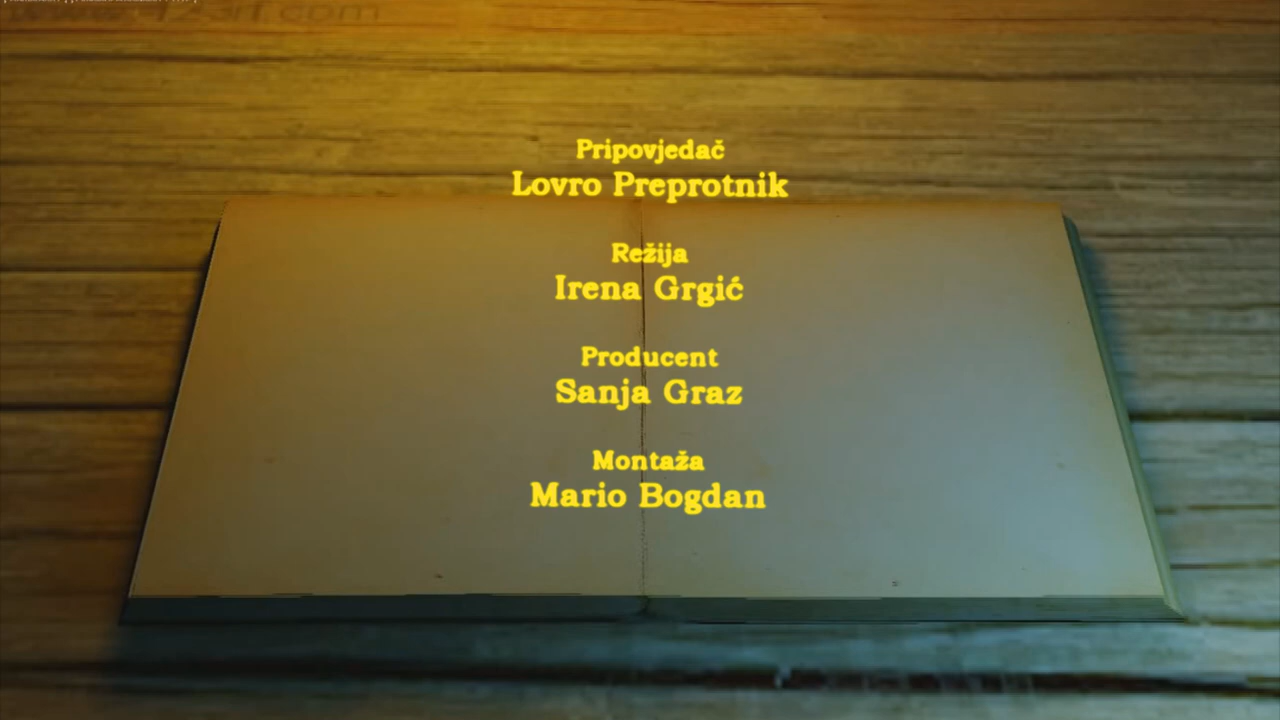 Pripovjedač
Lovro Preprotnik
Režija
Irena Grgić
Producent
Sanja Graz
Montaža
Mario Bogdan